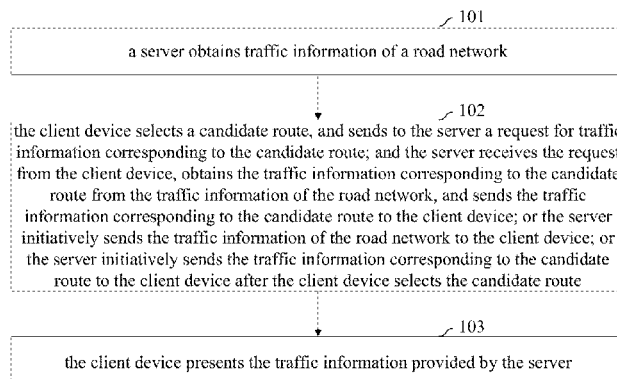 101
a server obtains traffic information of a road network
102
the client device selects a candidate route, and sends to the server a request for traffic
information corresponding to the candidate route; and the server receives the request
from the client device, obtains the traffic information corresponding to the candidate
route from the traffic information of the road network, and sends the traffic
information corresponding to the candidate route to the client device; or the server
initiatively sends the traffic information of the road network to the client device; or
the server initiatively sends the traffic information corresponding to the candidate
route to the client device after the client device selects the candidate route
103
the client device presents the traffic information provided by the server